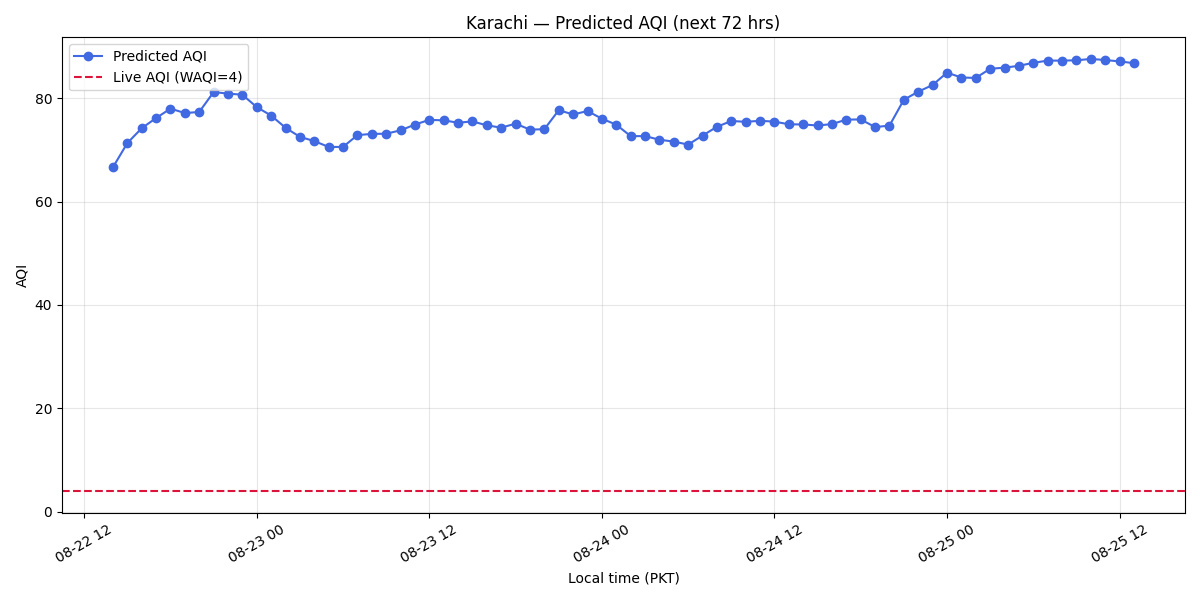 Karachi — Predicted AQI (next 72 hrs)
Predicted AQI
Live AQI (WAQI=4)
AQI
80
60
40
20
0
08-22 12
08-23 00
08-23 12
08-24 00
08-24 12
08-25 00
08-25 12
Local time (PKT)